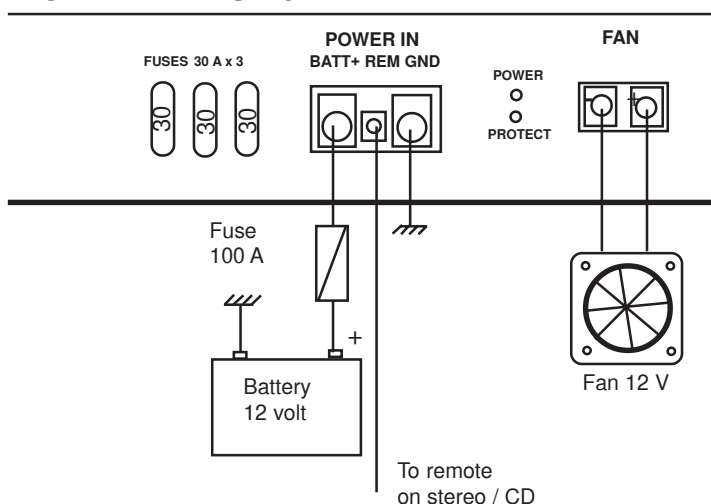 POWER IN
FAN
FUSES 30 A x 3
BATT+ REM GND
POWER
PROTECT
30
30
30
- +
Fuse
100 A
+
Battery
12 volt
Fan 12 V
To remote
on stereo / CD